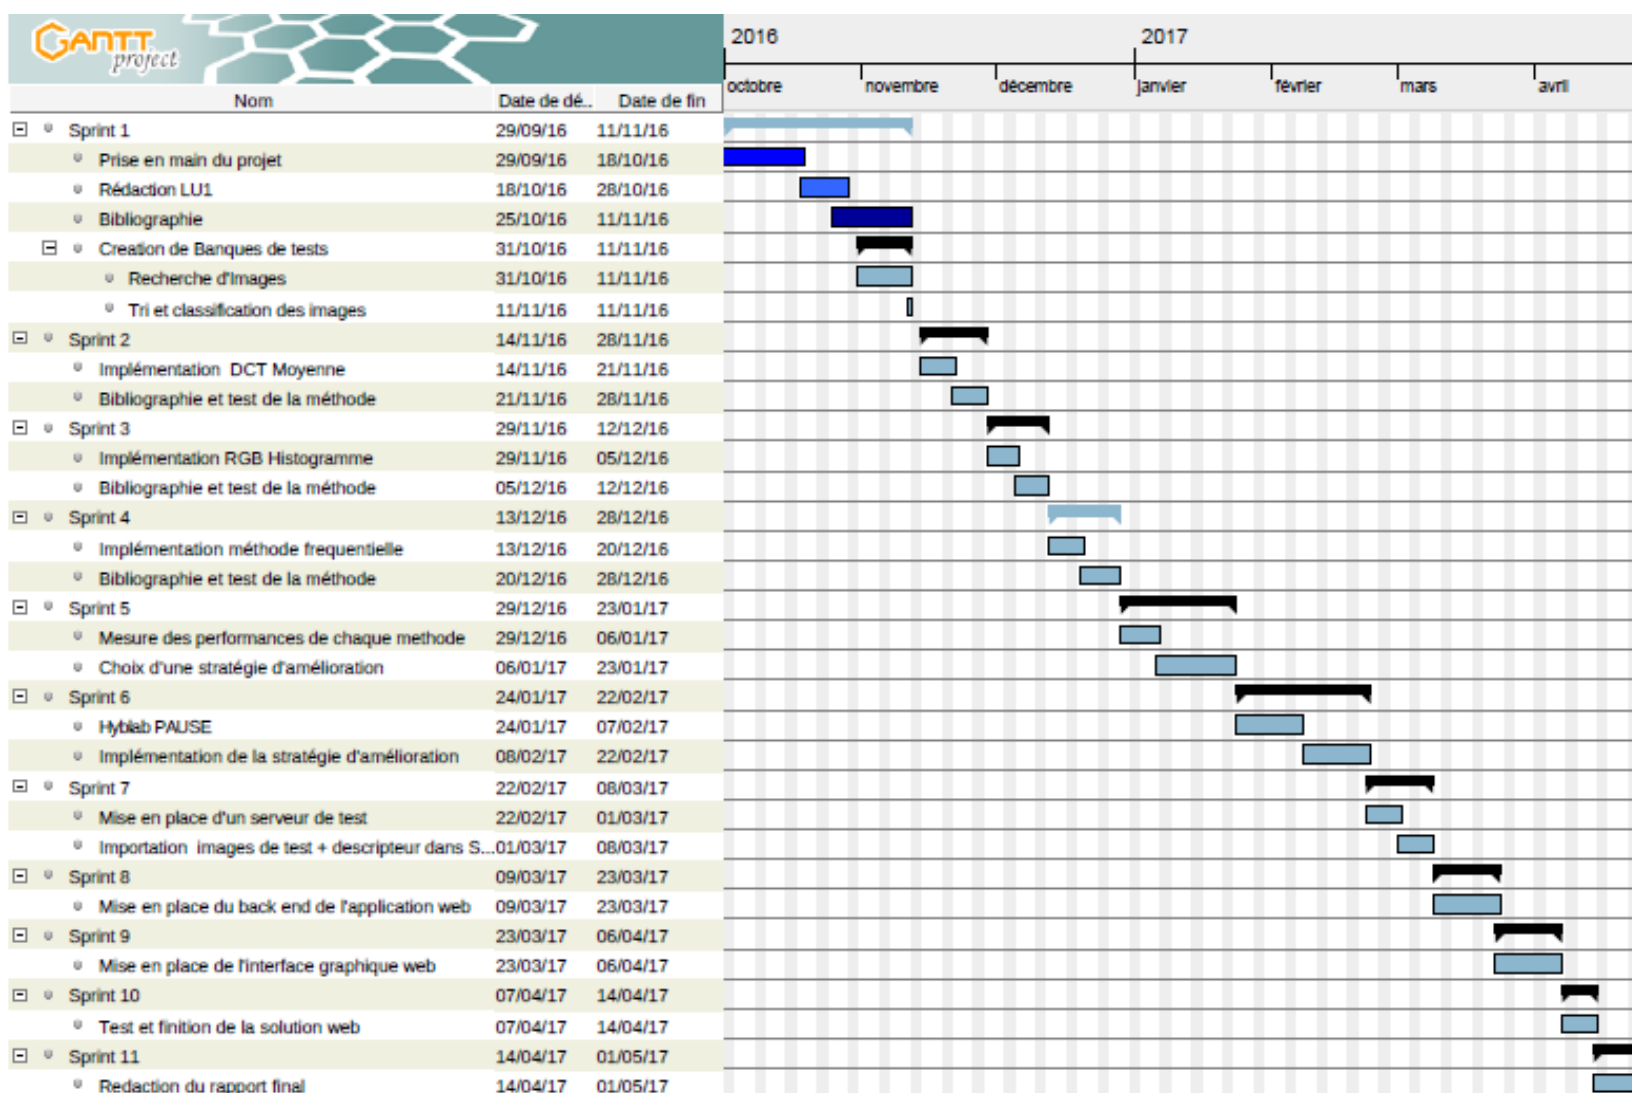 GANTT
project
2016 2017
octobre novembre décembre janvier février mars avril
Nom Date de dé... Date de fin
Sprint 1 29/09/16 11/11/16
Prise en main du projet 29/09/16 18/10/16
Rédaction LU1 18/10/16 28/10/16
Bibliographie 25/10/16 11/11/16
Creation de Banques de tests 31/10/16 11/11/16
Recherche d'Images 31/10/16 11/11/16
Tri et classification des images 11/11/16 11/11/16
Sprint 2 14/11/16 28/11/16
Implémentation DCT Moyenne 14/11/16 21/11/16
Bibliographie et test de la méthode 21/11/16 28/11/16
Sprint 3 29/11/16 12/12/16
Implémentation RGB Histogramme 29/11/16 05/12/16
Bibliographie et test de la méthode 05/12/16 12/12/16
Sprint 4 13/12/16 28/12/16
Implémentation méthode frequentielle 13/12/16 20/12/16
Bibliographie et test de la méthode 20/12/16 28/12/16
Sprint 5 29/12/16 23/01/17
Mesure des performances de chaque methode 29/12/16 06/01/17
Choix d'une stratégie d'amélioration 06/01/17 23/01/17
Sprint 6 24/01/17 22/02/17
Hyblab PAUSE 24/01/17 07/02/17
Implémentation de la stratégie d'amélioration 08/02/17 22/02/17
Sprint 7 22/02/17 08/03/17
Mise en place d'un serveur de test 22/02/17 01/03/17
Importation images de test + descripteur dans S... 01/03/17 08/03/17
Sprint 8 09/03/17 23/03/17
Mise en place du back end de l'application web 09/03/17 23/03/17
Sprint 9 23/03/17 06/04/17
Mise en place de l'interface graphique web 23/03/17 06/04/17
Sprint 10 07/04/17 14/04/17
Test et finition de la solution web 07/04/17 14/04/17
Sprint 11 14/04/17 01/05/17
Redaction du rapport final 14/04/17 01/05/17